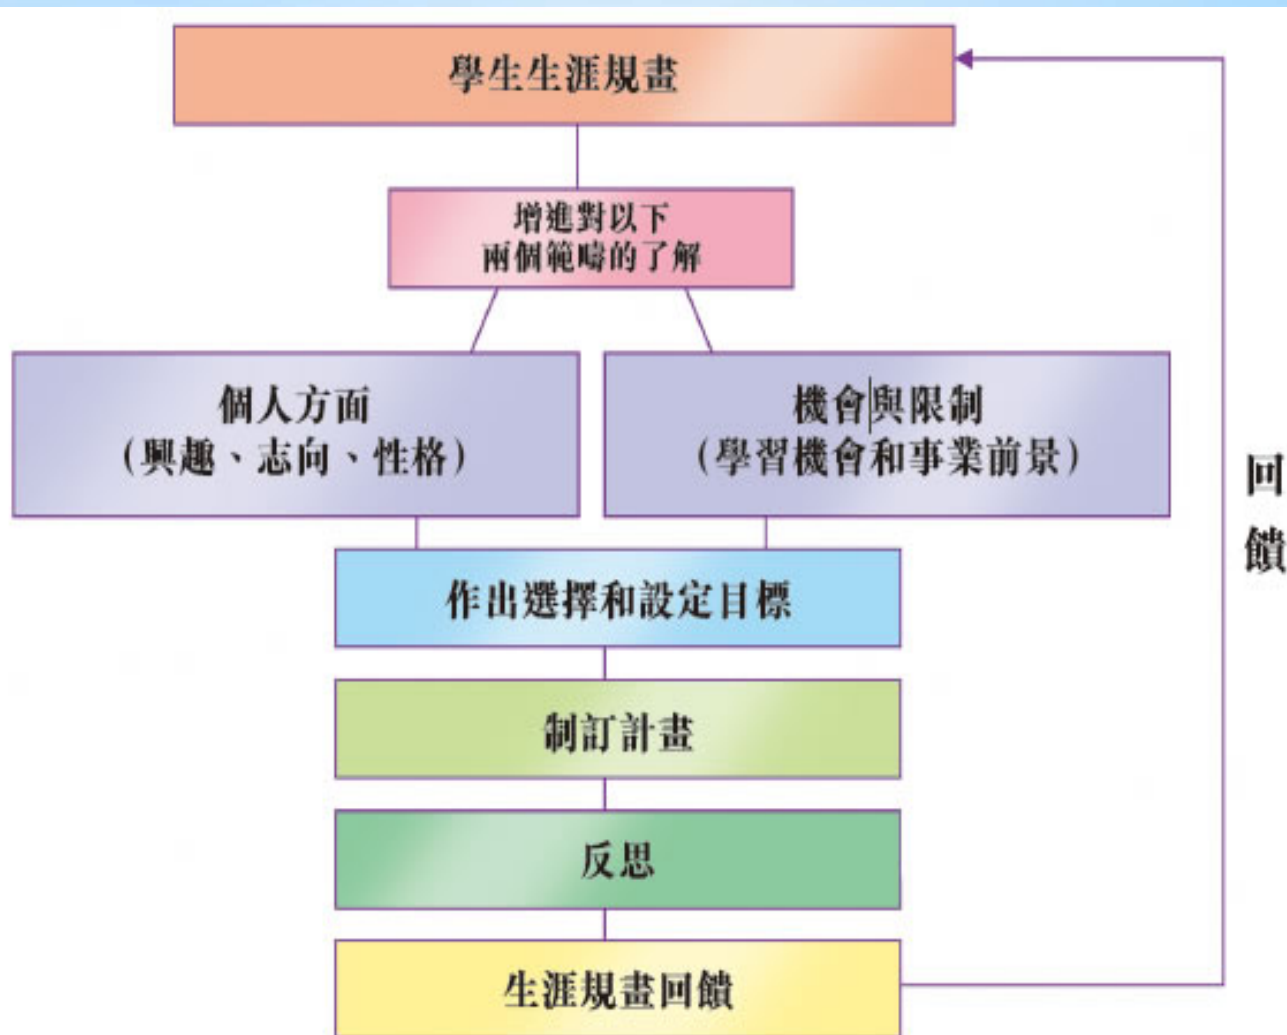 學生生涯規畫
增進對以下
兩個範疇的了解
個人方面
（興趣、志向、性格）
機會與限制
（學習機會和事業前景）
作出選擇和設定目標
制訂計畫
反思
生涯規畫回饋
回饋